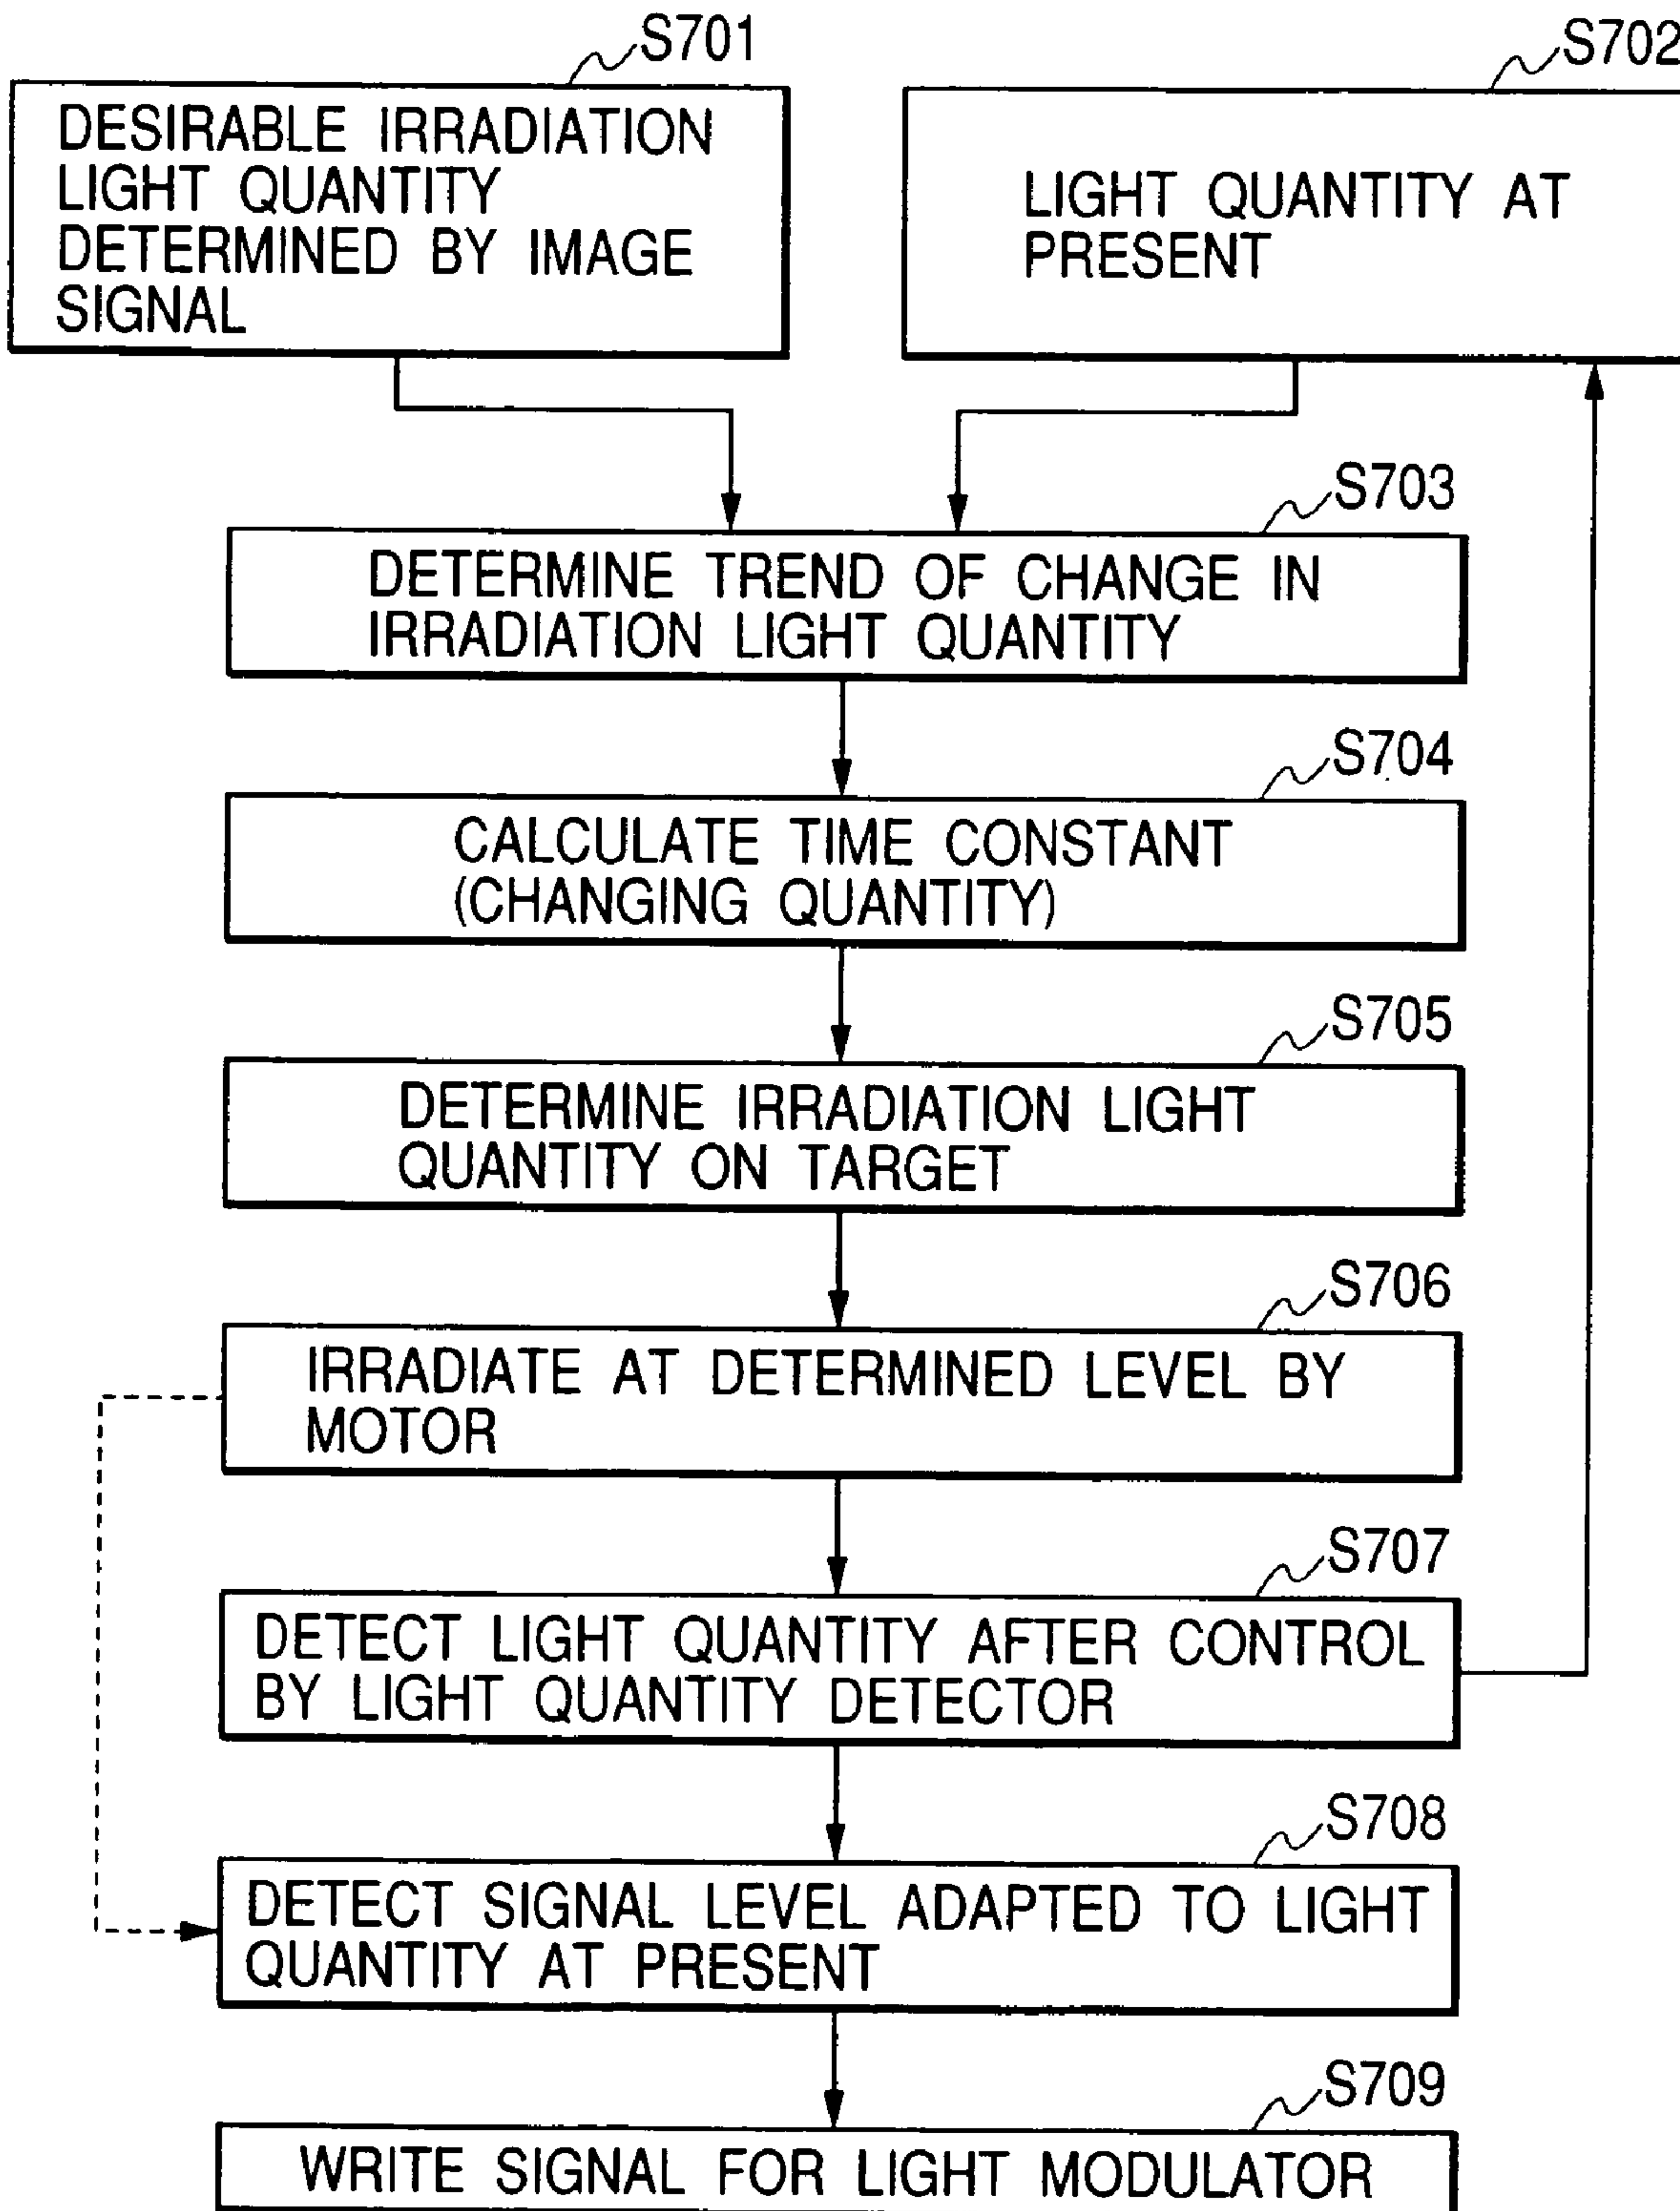 S701
DESIRABLE IRRADIATION
LIGHT QUANTITY
DETERMINED BY IMAGE
SIGNAL
S702
LIGHT QUANTITY AT
PRESENT
S703
DETERMINE TREND OF CHANGE IN
IRRADIATION LIGHT QUANTITY
S704
CALCULATE TIME CONSTANT
(CHANGING QUANTITY)
S705
DETERMINE IRRADIATION LIGHT
QUANTITY ON TARGET
S706
IRRADIATE AT DETERMINED LEVEL BY
MOTOR
S707
DETECT LIGHT QUANTITY AFTER CONTROL
BY LIGHT QUANTITY DETECTOR
S708
DETECT SIGNAL LEVEL ADAPTED TO LIGHT
QUANTITY AT PRESENT
S709
WRITE SIGNAL FOR LIGHT MODULATOR